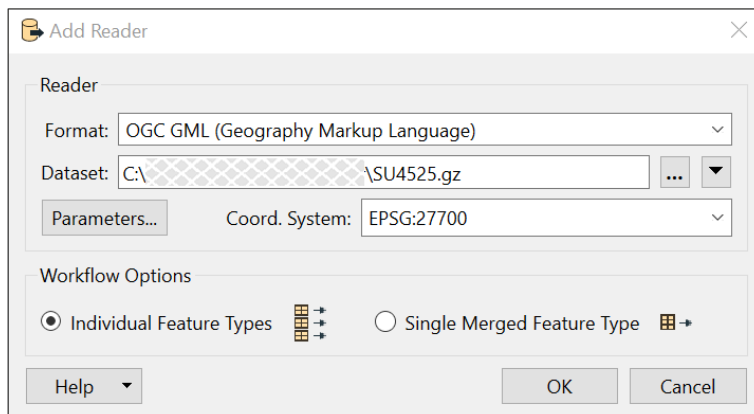 Add Reader
Reader
Format: OGC GML (Geography Markup Language)
Dataset: C:\ \SU4525.gz ...
Parameters... Coord. System: EPSG:27700
Workflow Options
Individual Feature Types Single Merged Feature Type
Help OK Cancel